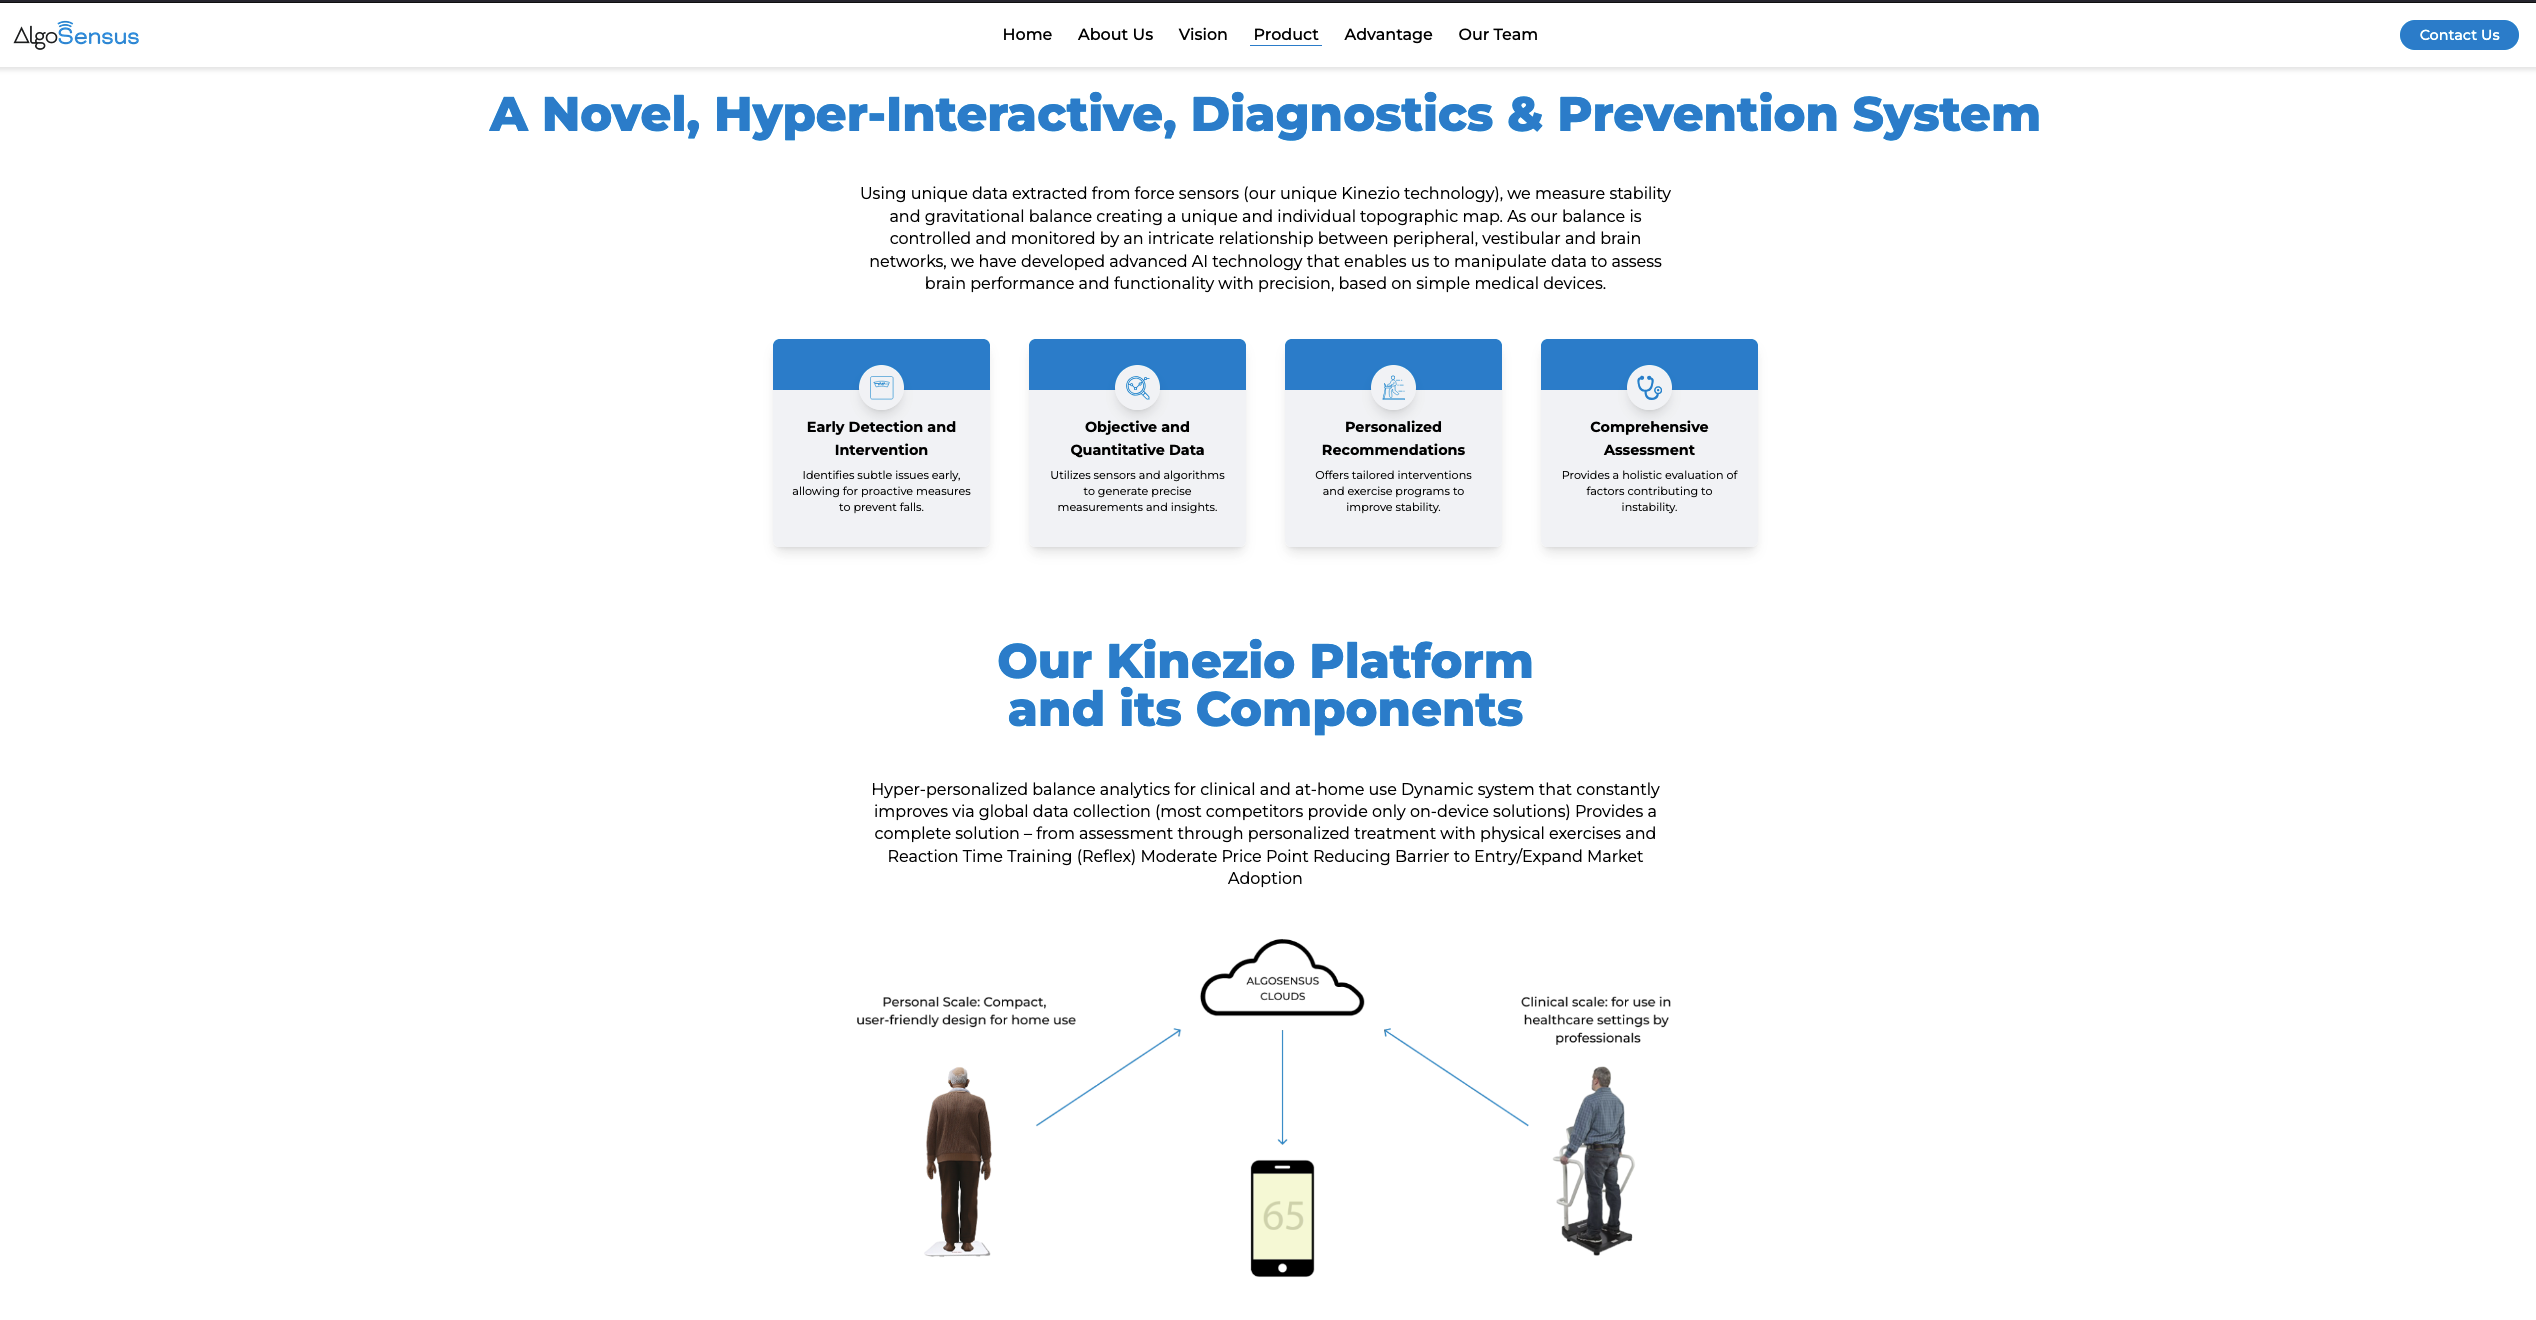 AlgoSensus
Home About Us Vision Product Advantage Our Team
Contact Us
A Novel, Hyper-Interactive, Diagnostics & Prevention System
Using unique data extracted from force sensors (our unique Kinezio technology), we measure stability
and gravitational balance creating a unique and individual topographic map. As our balance is
controlled and monitored by an intricate relationship between peripheral, vestibular and brain
networks, we have developed advanced AI technology that enables us to manipulate data to assess
brain performance and functionality with precision, based on simple medical devices.
Early Detection and
Intervention
Identifies subtle issues early,
allowing for proactive measures
to prevent falls.
Objective and
Quantitative Data
Utilizes sensors and algorithms
to generate precise
measurements and insights.
Personalized
Recommendations
Offers tailored interventions
and exercise programs to
improve stability.
Comprehensive
Assessment
Provides a holistic evaluation of
factors contributing to
instability.
Our Kinezio Platform
and its Components
Hyper-personalized balance analytics for clinical and at-home use Dynamic system that constantly
improves via global data collection (most competitors provide only on-device solutions) Provides a
complete solution – from assessment through personalized treatment with physical exercises and
Reaction Time Training (Reflex) Moderate Price Point Reducing Barrier to Entry/Expand Market
Adoption
ALGOSENSUS
CLOUDS
Personal Scale: Compact,
user-friendly design for home use
Clinical scale: for use in
healthcare settings by
professionals
65